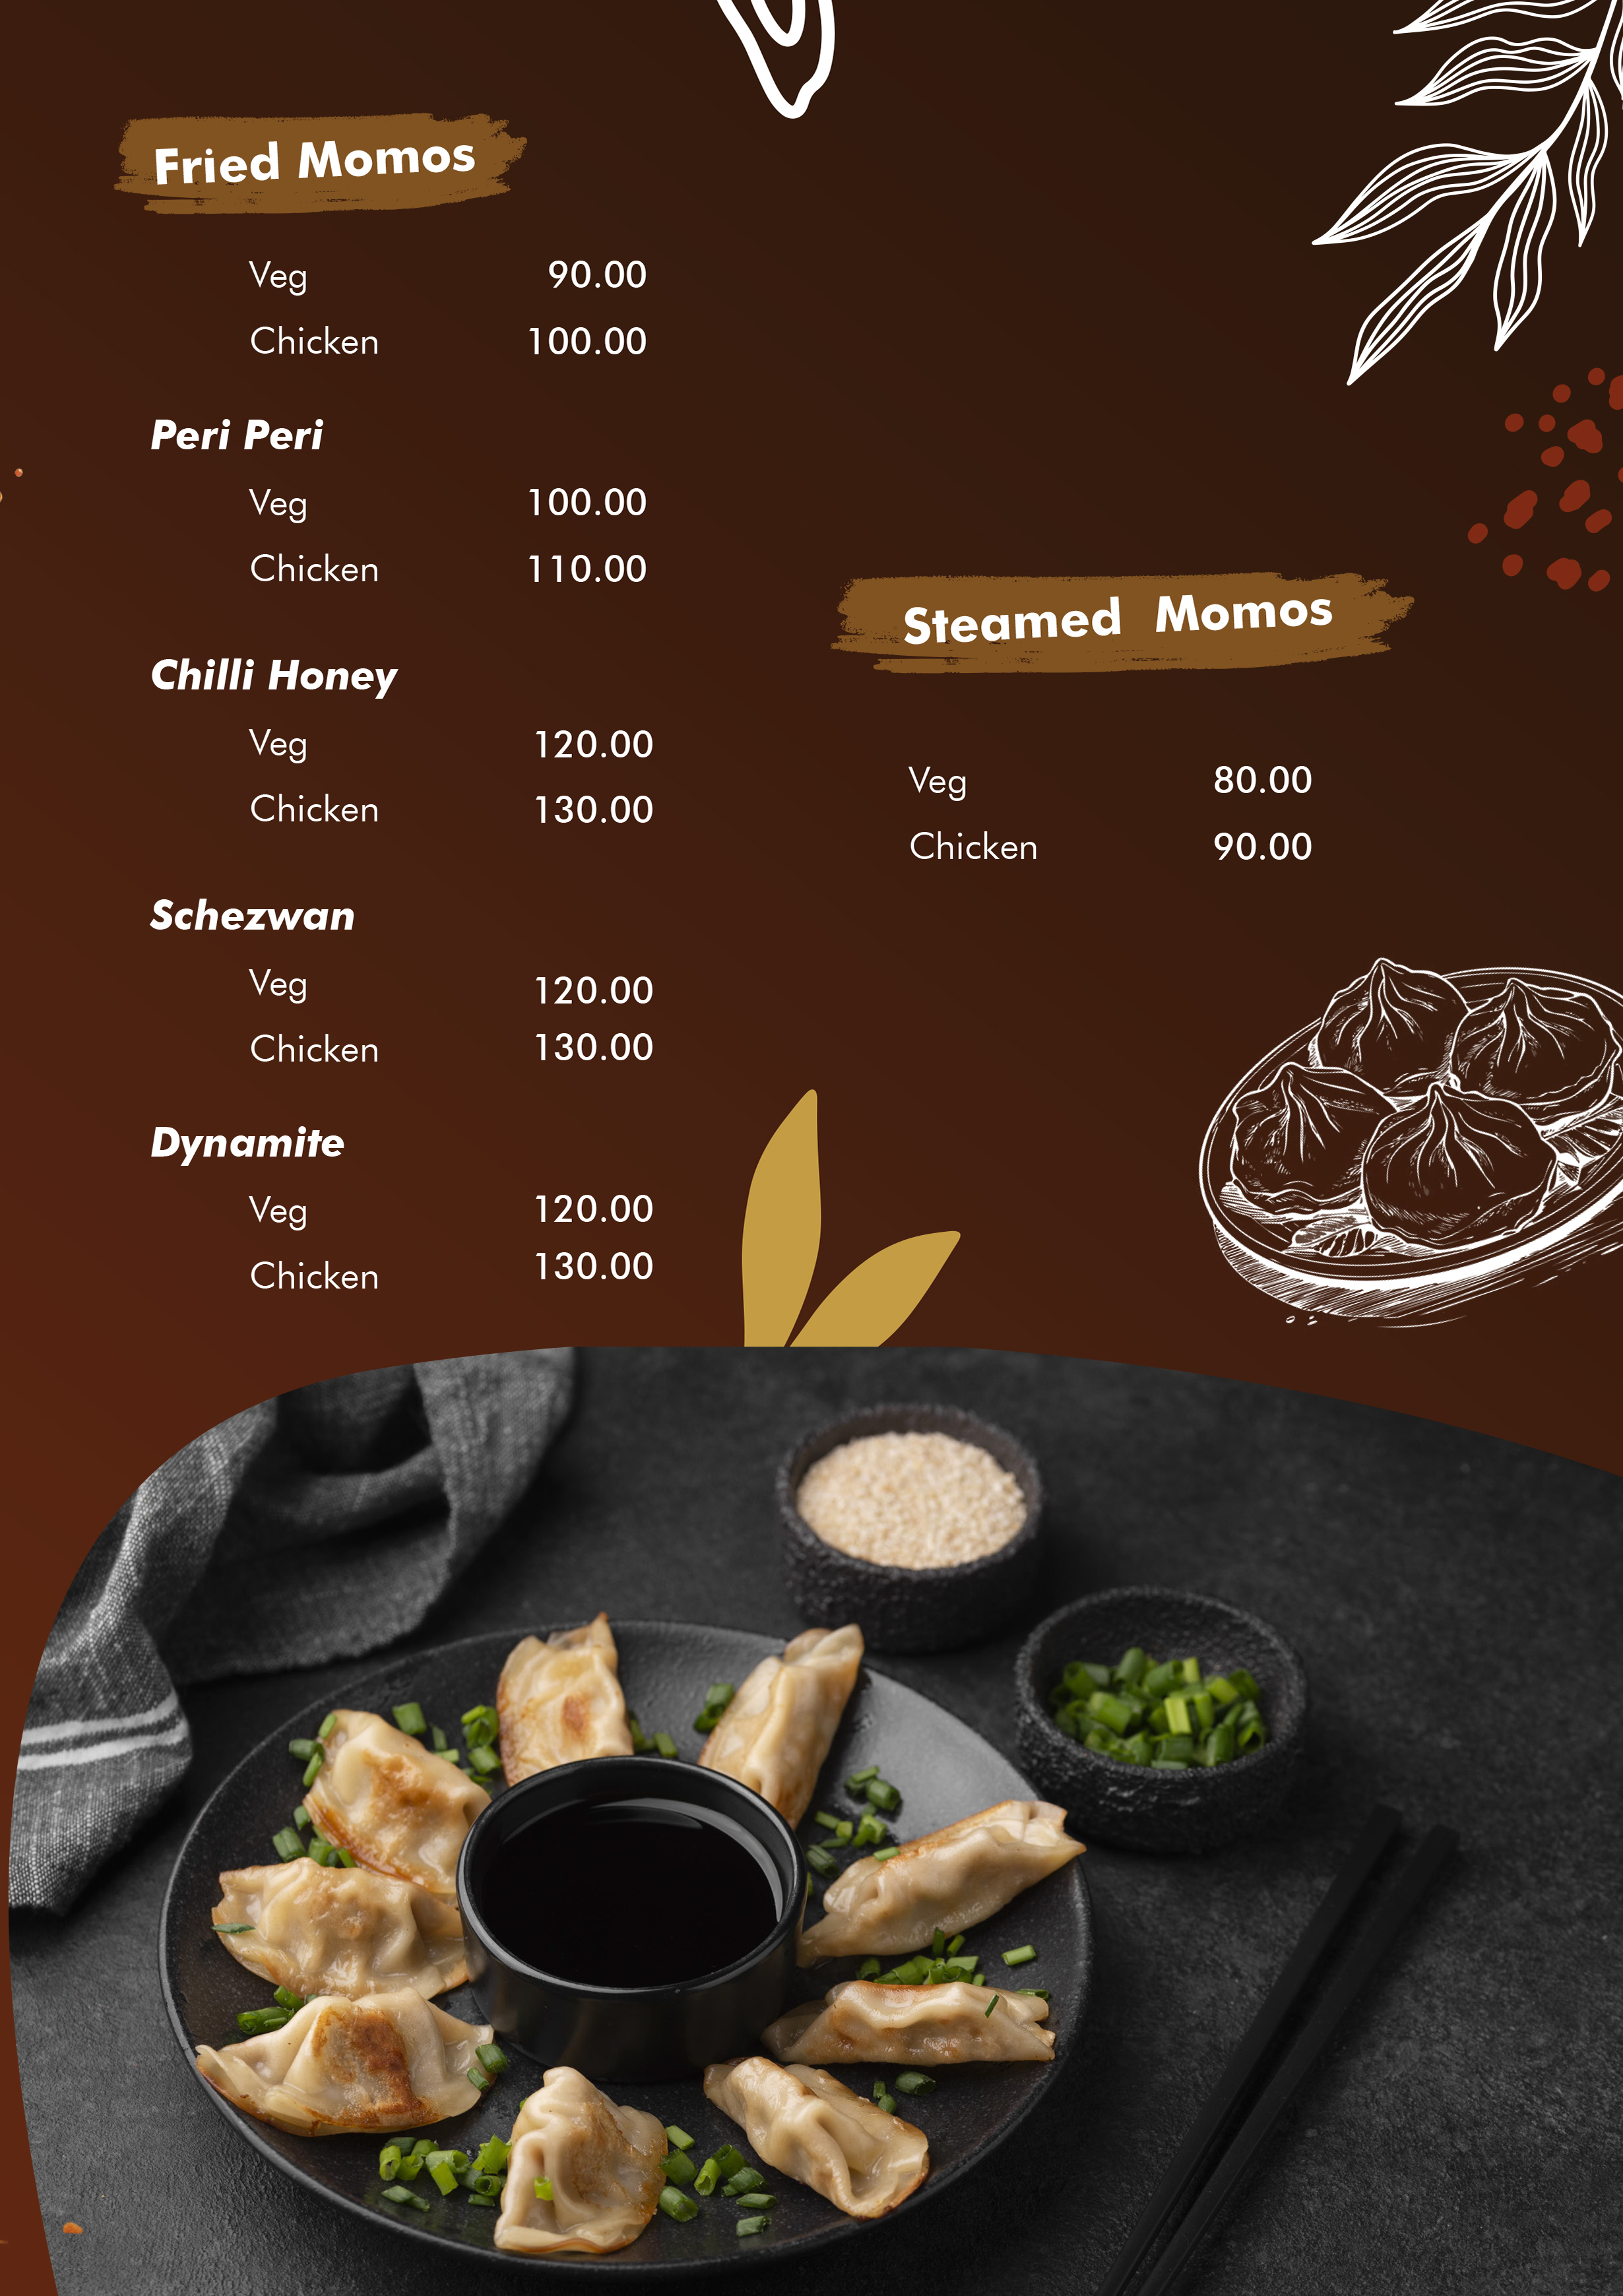 Fried Momos
Veg 90.00
Chicken 100.00
Peri Peri
Veg 100.00
Chicken 110.00
Chilli Honey
Veg 120.00
Chicken 130.00
Schezwan
Veg 120.00
Chicken 130.00
Dynamite
Veg 120.00
Chicken 130.00
Steamed Momos
Veg 80.00
Chicken 90.00